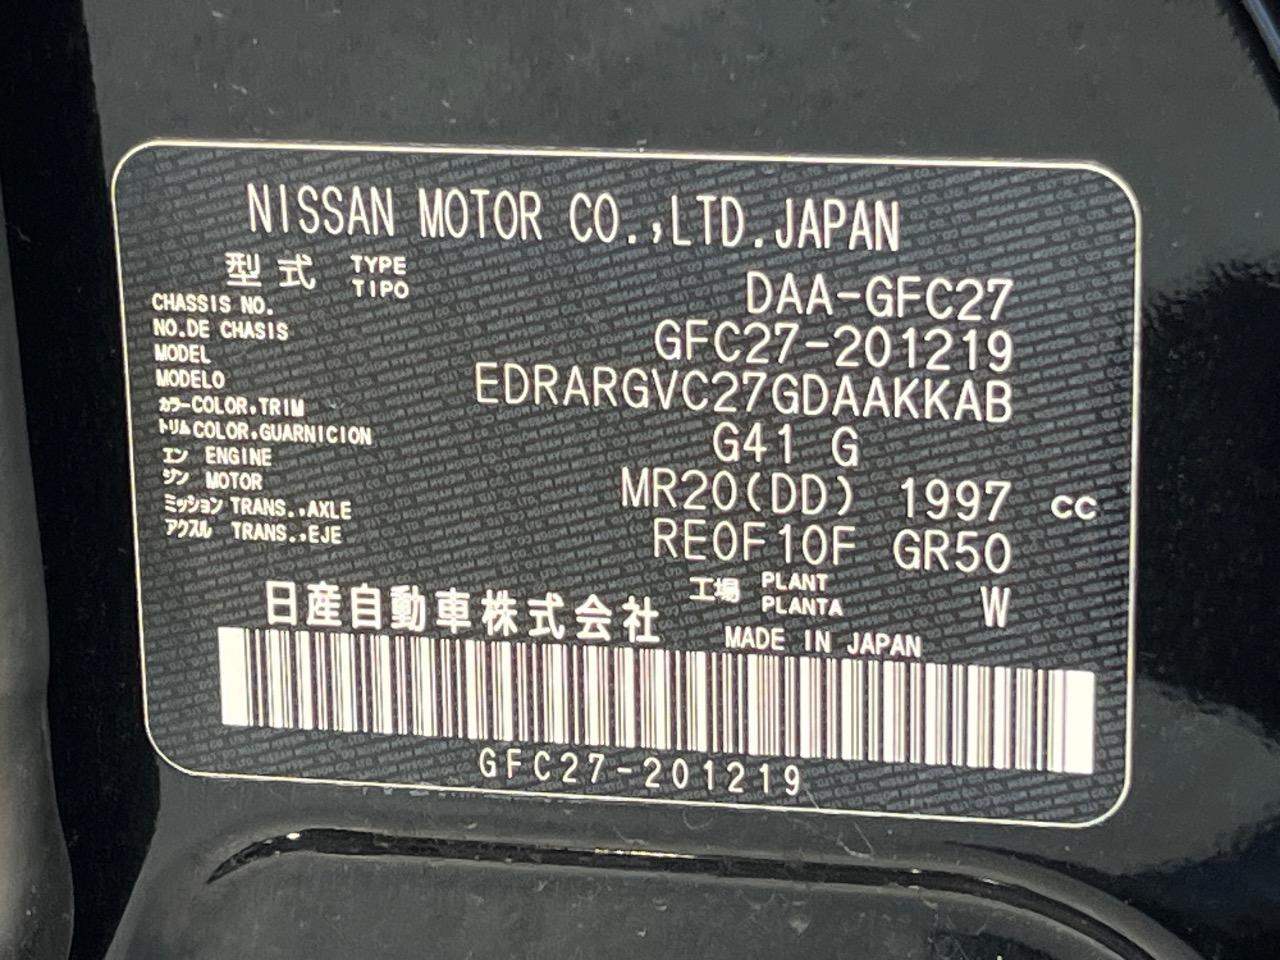 NISSAN MOTOR CO.,LTD.JAPAN
型式 TYPE TIPO DAA-GFC27
CHASSIS NO.
NO.DE CHASIS GFC27-201219
MODEL
MODELO EDRARGVC27GDAAKKAB
カラー COLOR,TRIM
トリム COLOR,GUARNICION G41 G
エン ENGINE
ジン MOTOR MR20(DD) 1997 cc
ミッション TRANS.,AXLE
アクスル TRANS.,EJE RE0F10F GR50
工場 PLANT PLANTA W
日産自動車株式会社 MADE IN JAPAN
GFC27-201219